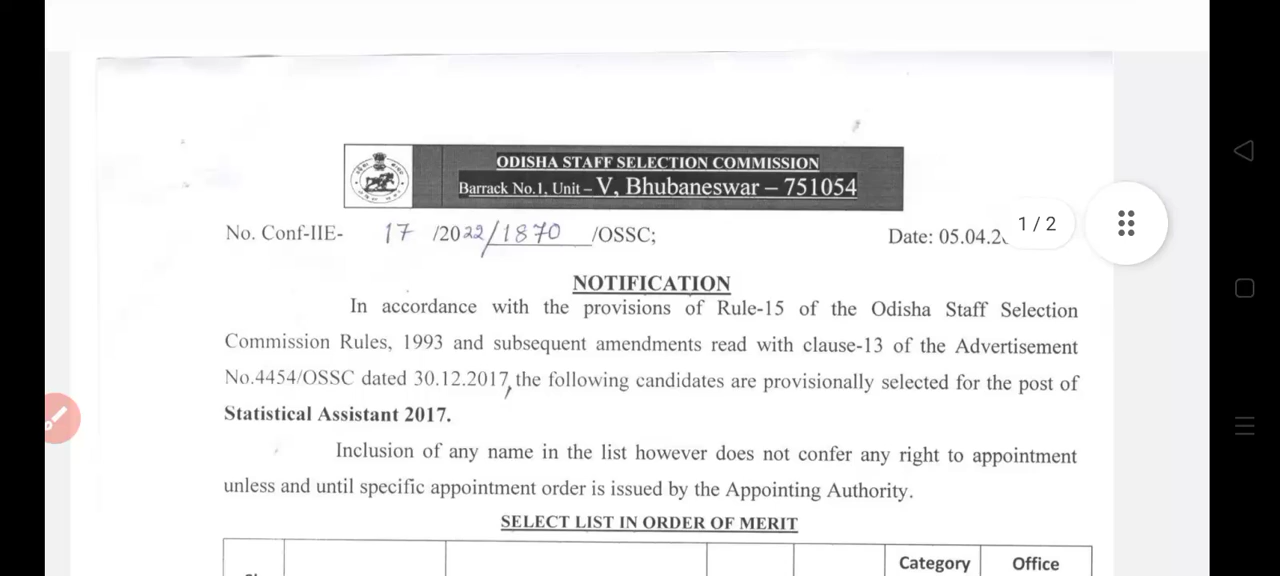 ODISHA STAFF SELECTION COMMISSION
Barrack No.1, Unit – V, Bhubaneswar – 751054
No. Conf-IIE- 17 /2022/1870 /OSSC;
Date: 05.04.2
1 / 2
NOTIFICATION
In accordance with the provisions of Rule-15 of the Odisha Staff Selection
Commission Rules, 1993 and subsequent amendments read with clause-13 of the Advertisement
No.4454/OSSC dated 30.12.2017, the following candidates are provisionally selected for the post of
Statistical Assistant 2017.
Inclusion of any name in the list however does not confer any right to appointment
unless and until specific appointment order is issued by the Appointing Authority.
SELECT LIST IN ORDER OF MERIT
Category
Office